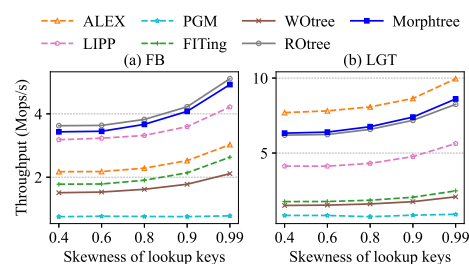 ALEX PGM WOtree Morphtree
LIPP FITing ROtree
(a) FB (b) LGT
Throughput (Mops/s)
4
2
0.4 0.6 0.8 0.9 0.99
Skewness of lookup keys
10
5
0.4 0.6 0.8 0.9 0.99
Skewness of lookup keys